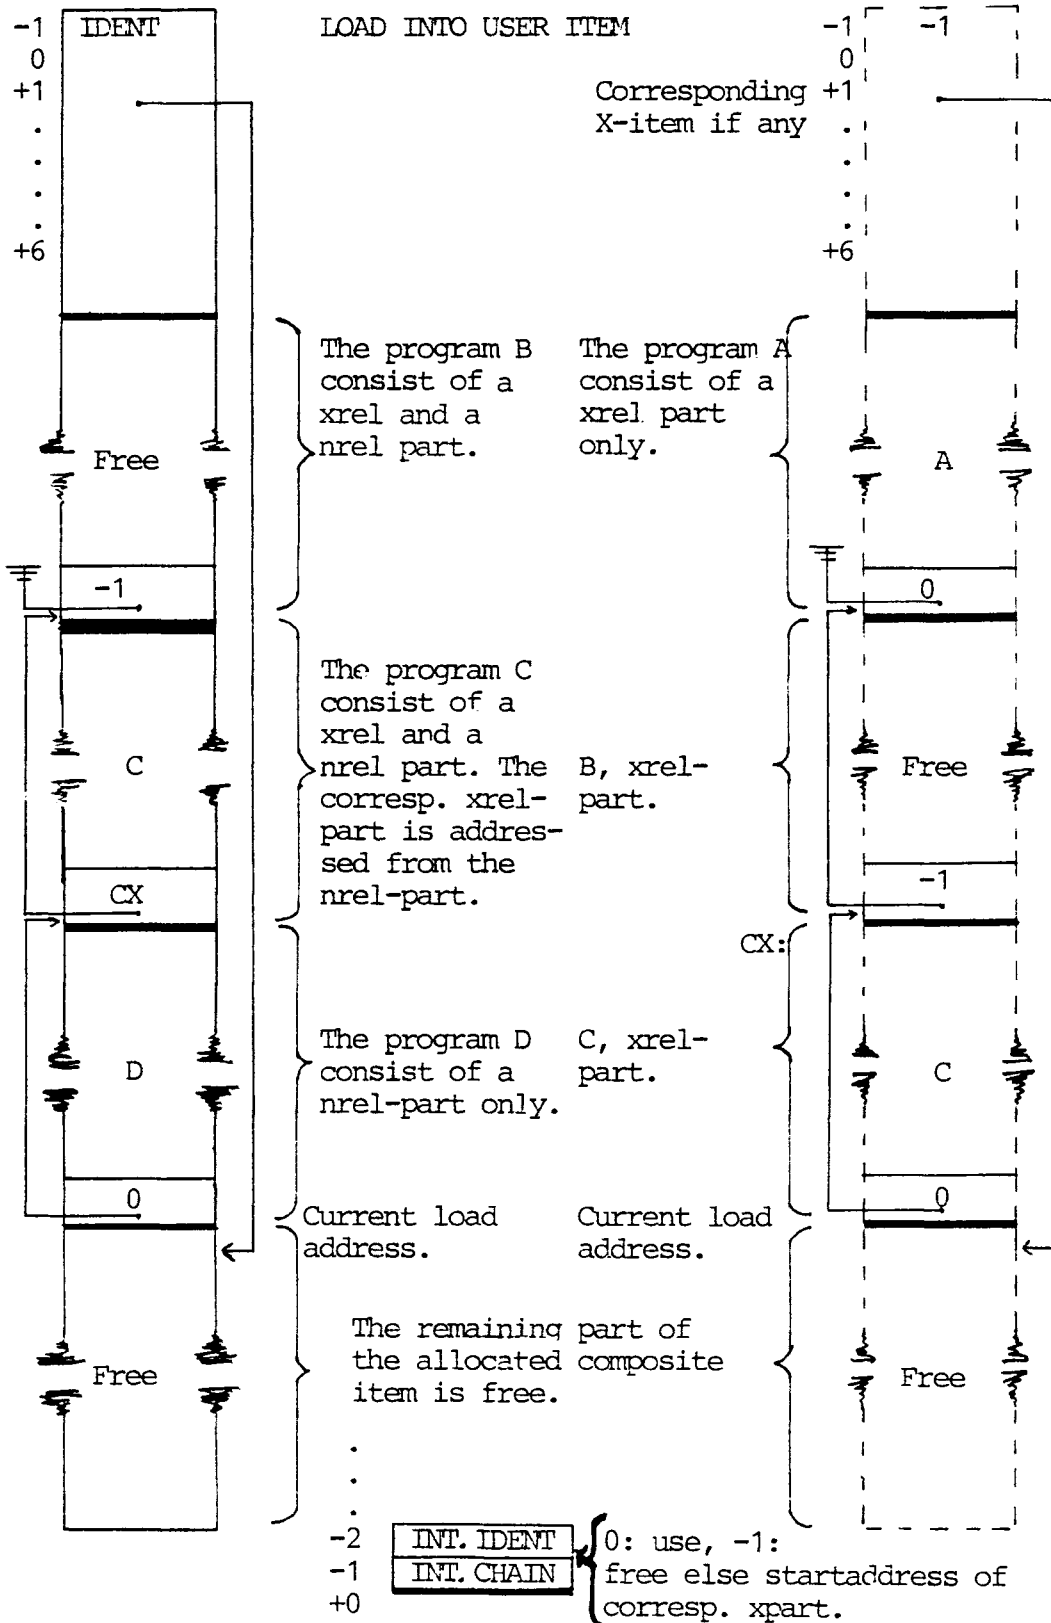 -1 IDENT LOAD INTO USER ITEM -1 -1
0 0
+1 Corresponding +1
. X-item if any .
. .
. .
. .
+6 +6
The program B
consist of a
xrel and a
nrel part.
The program A
consist of a
xrel part
only.
Free
A
-1
0
The program C
consist of a
xrel and a
nrel part. The
corresp. xrel-
part is addres-
sed from the
nrel-part.
B, xrel-
part.
C
Free
CX
-1
CX:
The program D
consist of a
nrel-part only.
C, xrel-
part.
D
C
0
0
Current load
address.
Current load
address.
The remaining part of
the allocated composite
item is free.
Free
Free
.
.
.
-2 INT. IDENT 0: use, -1:
-1 INT. CHAIN free else startaddress of
+0 corresp. xpart.